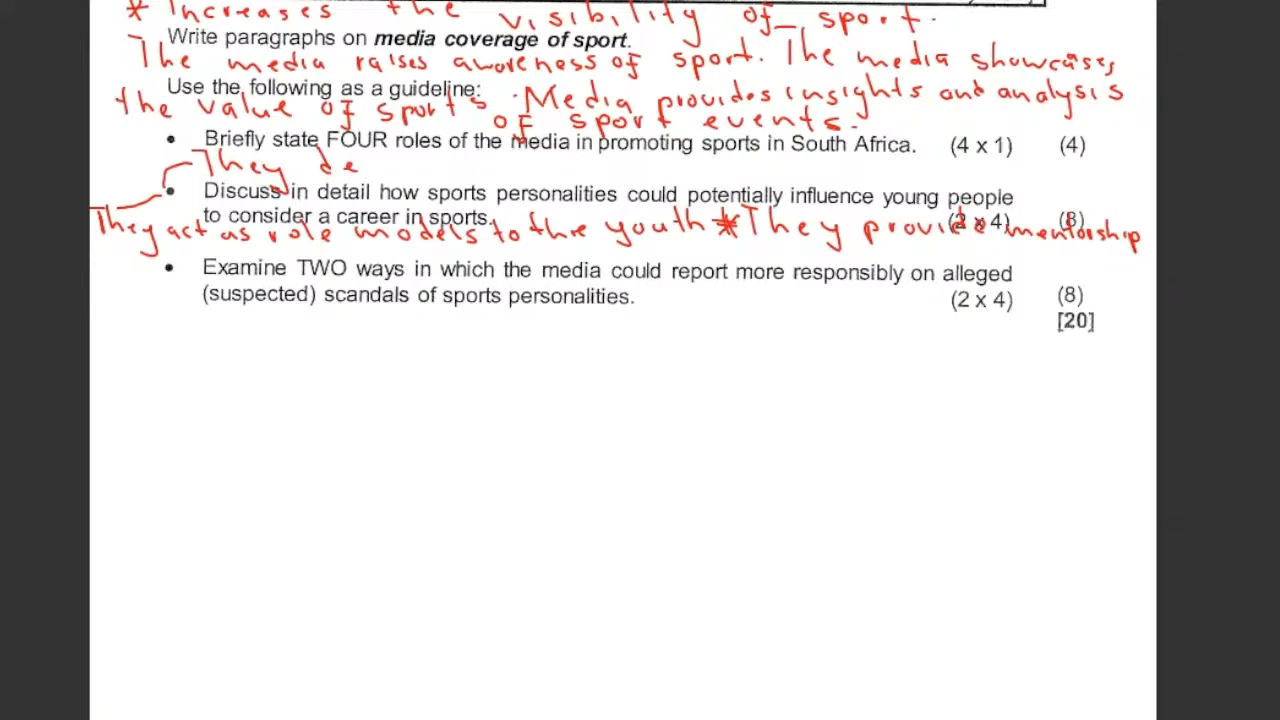 * Increases the visibility of sport.
Write paragraphs on media coverage of sport.
The media raises awareness of sport. The media showcases
Use the following as a guideline:
the value of sports. Media provides insights and analysis
of sport events.
• Briefly state FOUR roles of the media in promoting sports in South Africa. (4 x 1) (4)
They de
• Discuss in detail how sports personalities could potentially influence young people
to consider a career in sports. (2 x 4) (8)
They act as role models to the youth * They provide mentorship
• Examine TWO ways in which the media could report more responsibly on alleged
(suspected) scandals of sports personalities. (2 x 4) (8)
[20]